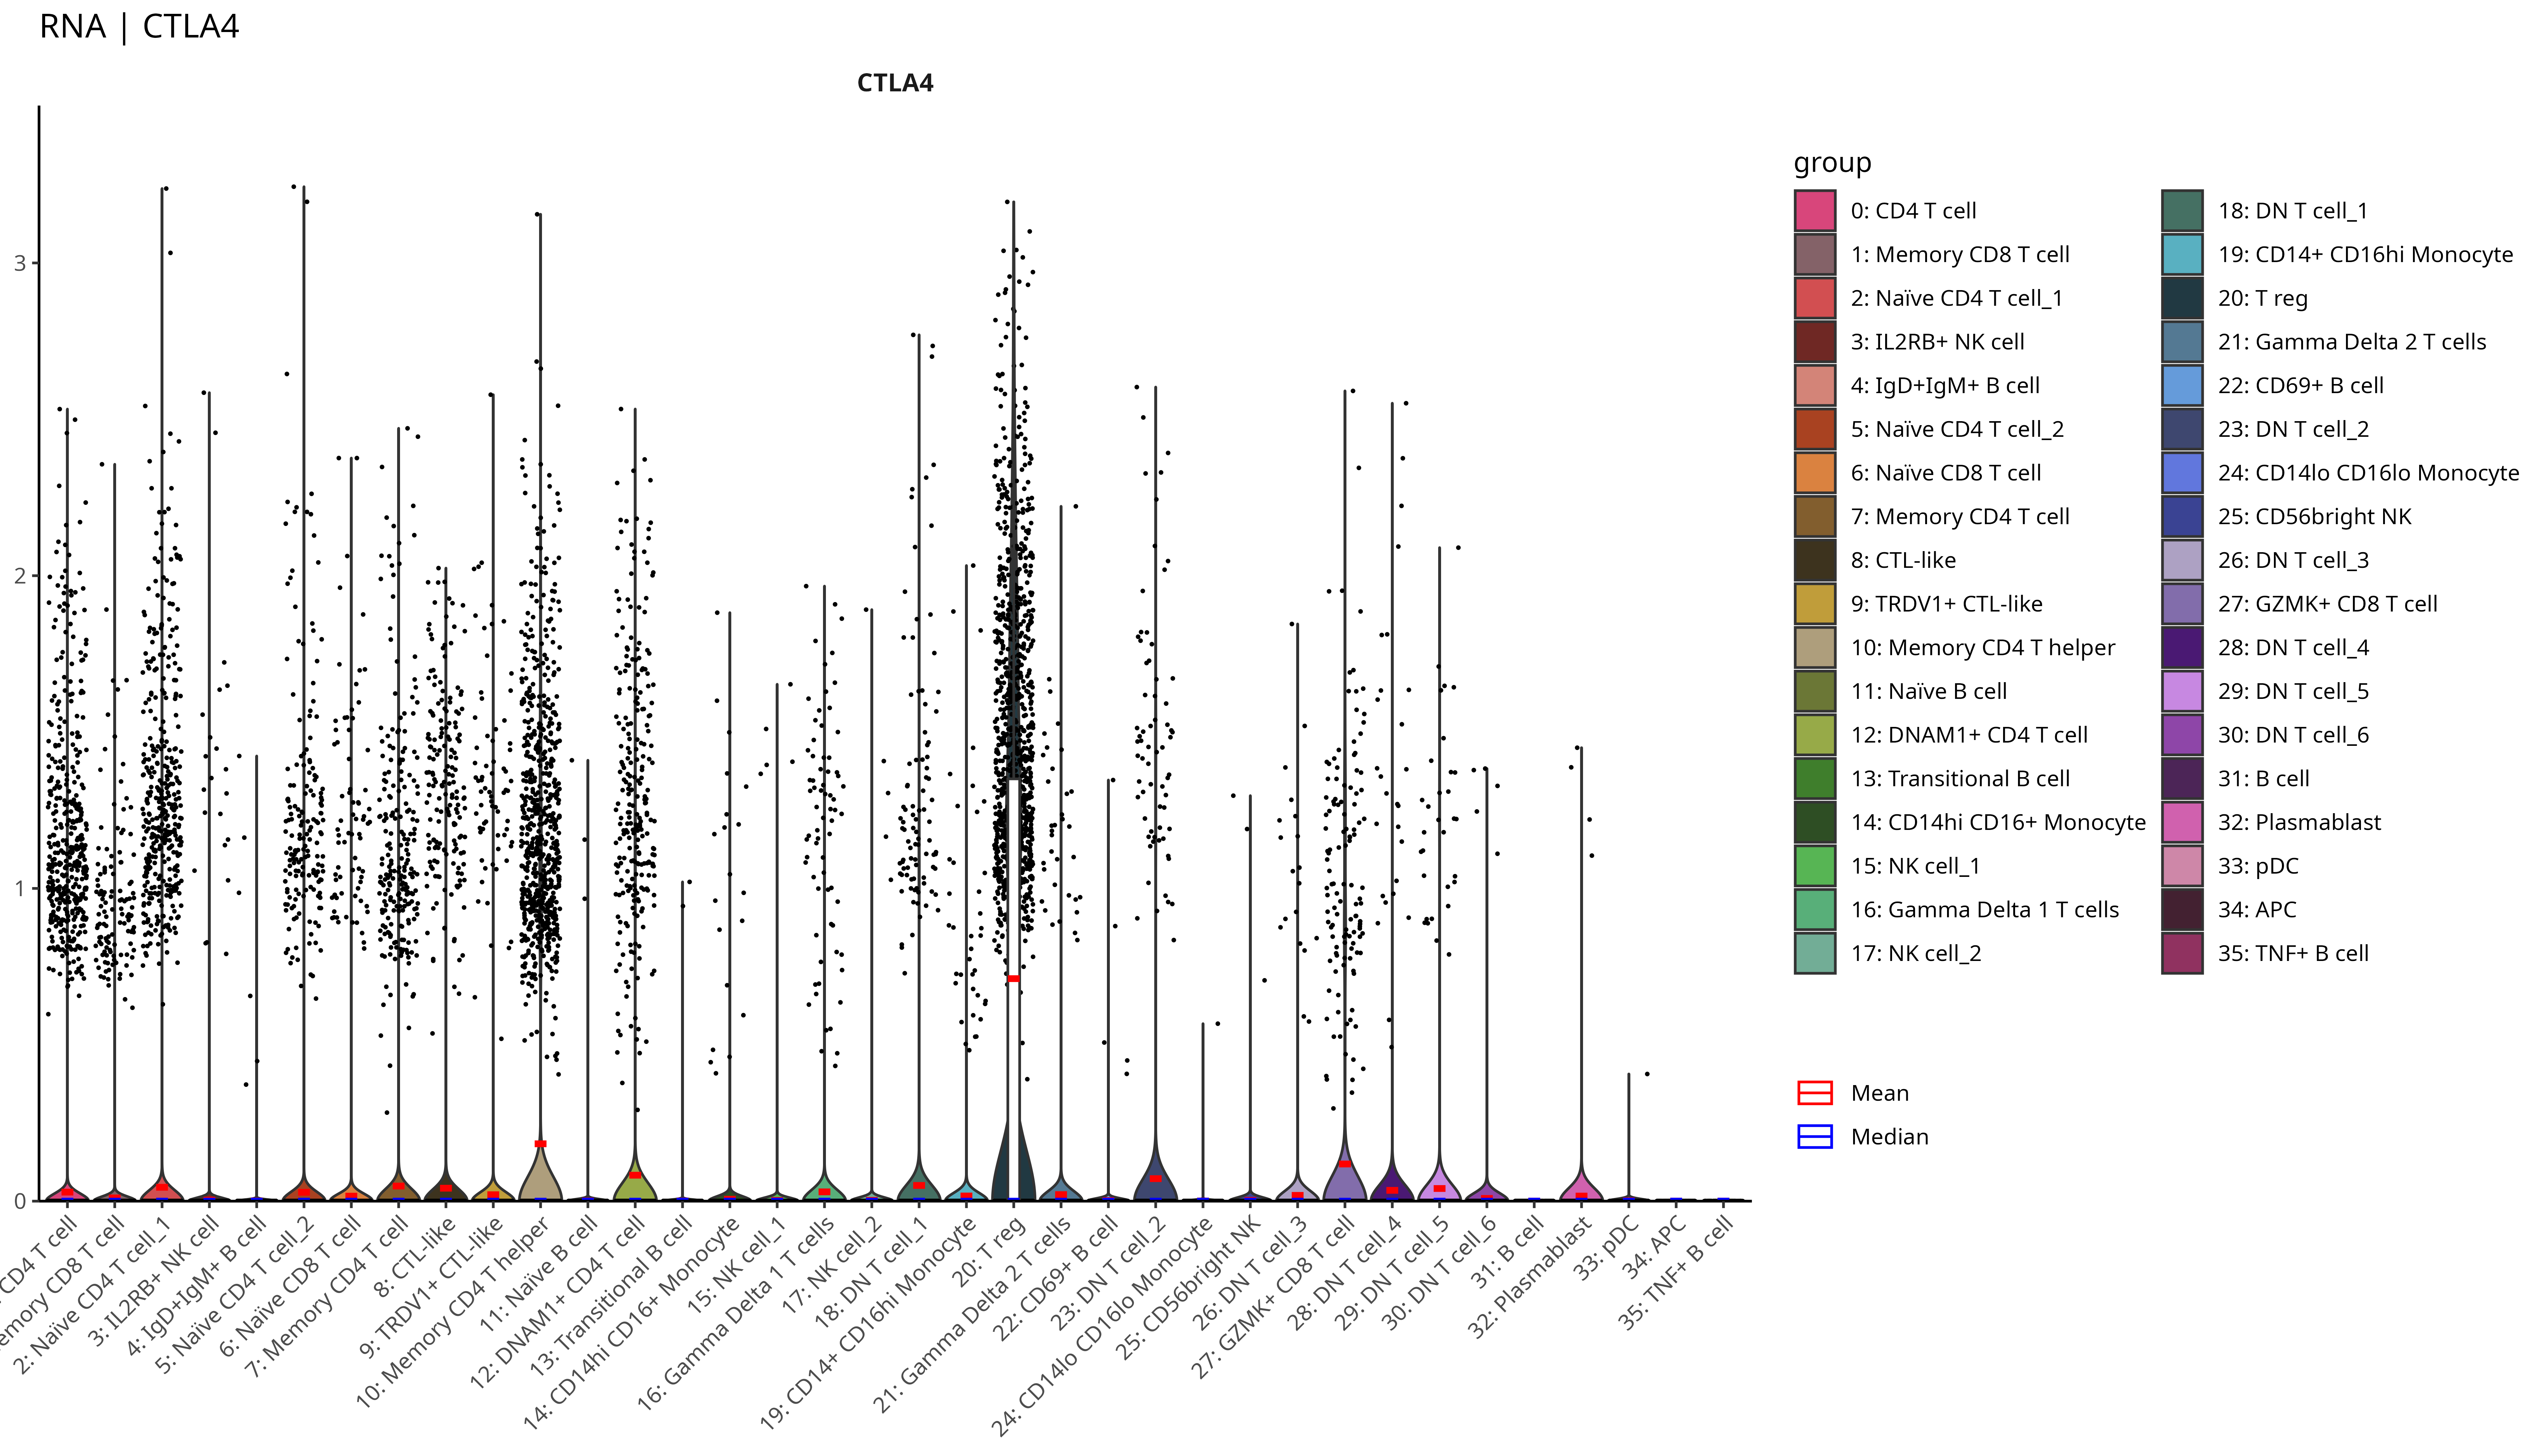 RNA | CTLA4
CTLA4
3
2
1
0
CD4 T cell
CD8 T cell
2: Naïve CD4 T cell_1
3: IL2RB+ NK cell
4: IgD+IgM+ B cell
5: Naïve CD4 T cell_2
6: Naïve CD8 T cell
7: Memory CD4 T cell
8: CTL-like
9: TRDV1+ CTL-like
10: Memory CD4 T helper
11: Naïve B cell
12: DNAM1+ CD4 T cell
13: Transitional B cell
14: CD14hi CD16+ Monocyte
15: NK cell_1
16: Gamma Delta 1 T cells
17: NK cell_2
18: DN T cell_1
19: CD14+ CD16hi Monocyte
20: T reg
21: Gamma Delta 2 T cells
22: CD69+ B cell
23: DN T cell_2
24: CD14lo CD16lo Monocyte
25: CD56bright NK
26: DN T cell_3
27: GZMK+ CD8 T cell
28: DN T cell_4
29: DN T cell_5
30: DN T cell_6
31: B cell
32: Plasmablast
33: pDC
34: APC
35: TNF+ B cell
group
0: CD4 T cell
1: Memory CD8 T cell
2: Naïve CD4 T cell_1
3: IL2RB+ NK cell
4: IgD+IgM+ B cell
5: Naïve CD4 T cell_2
6: Naïve CD8 T cell
7: Memory CD4 T cell
8: CTL-like
9: TRDV1+ CTL-like
10: Memory CD4 T helper
11: Naïve B cell
12: DNAM1+ CD4 T cell
13: Transitional B cell
14: CD14hi CD16+ Monocyte
15: NK cell_1
16: Gamma Delta 1 T cells
17: NK cell_2
18: DN T cell_1
19: CD14+ CD16hi Monocyte
20: T reg
21: Gamma Delta 2 T cells
22: CD69+ B cell
23: DN T cell_2
24: CD14lo CD16lo Monocyte
25: CD56bright NK
26: DN T cell_3
27: GZMK+ CD8 T cell
28: DN T cell_4
29: DN T cell_5
30: DN T cell_6
31: B cell
32: Plasmablast
33: pDC
34: APC
35: TNF+ B cell
Mean
Median